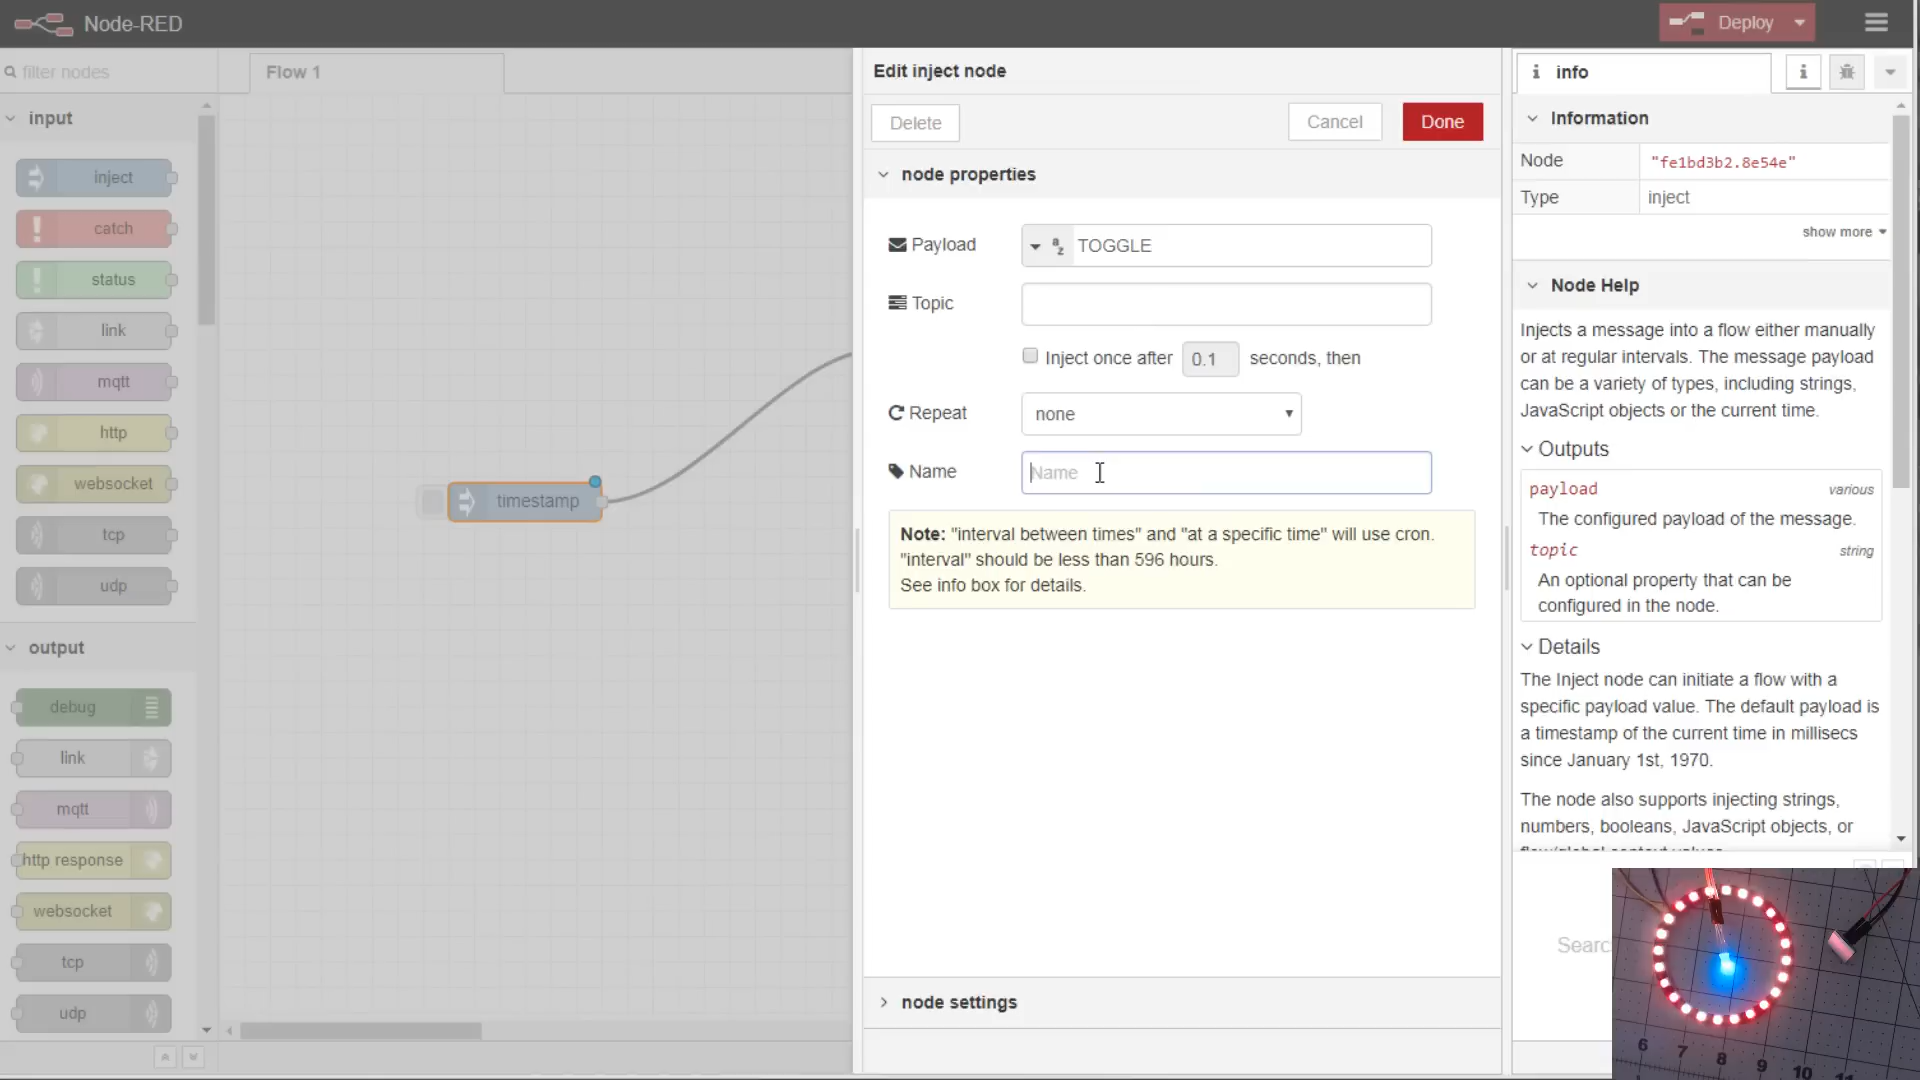 Node-RED
Deploy
filter nodes
Flow 1
input
inject
catch
status
link
mqtt
http
websocket
tcp
udp
output
debug
link
mqtt
http response
websocket
tcp
udp
timestamp
Edit inject node
Delete
Cancel
Done
node properties
Payload
TOGGLE
Topic
Inject once after 0.1 seconds, then
Repeat
none
Name
Name
Note: "interval between times" and "at a specific time" will use cron.
"interval" should be less than 596 hours.
See info box for details.
node settings
info
Information
Node "fe1bd3b2.8e54e"
Type inject
show more
Node Help
Injects a message into a flow either manually
or at regular intervals. The message payload
can be a variety of types, including strings,
JavaScript objects or the current time.
Outputs
payload various
The configured payload of the message.
topic string
An optional property that can be
configured in the node.
Details
The Inject node can initiate a flow with a
specific payload value. The default payload is
a timestamp of the current time in millisecs
since January 1st, 1970.
The node also supports injecting strings,
numbers, booleans, JavaScript objects, or
flow/global context values.
Searc
6 7 8 9 10